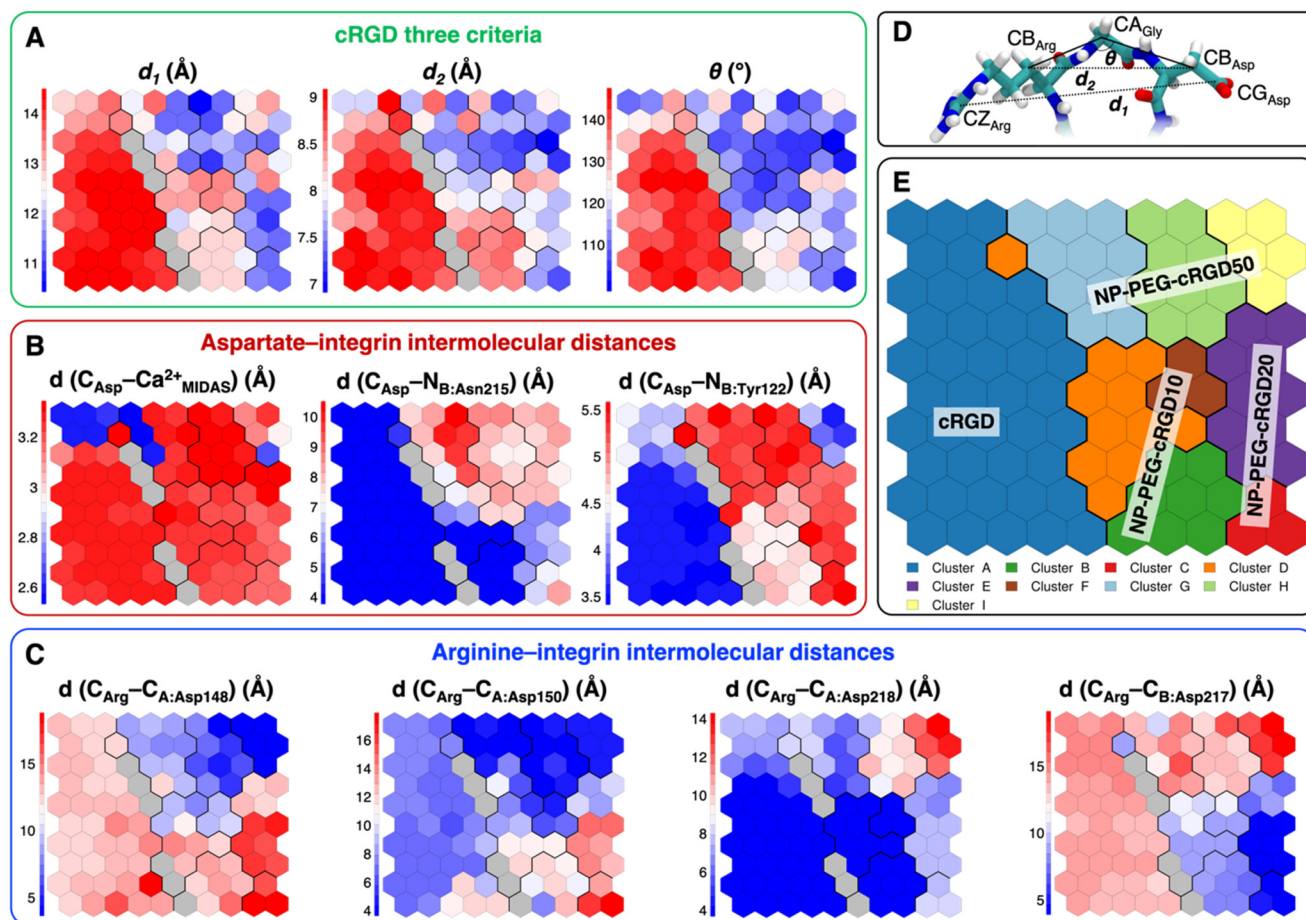 A
cRGD three criteria
d1 (Å)
14
13
12
11
d2 (Å)
9
8.5
8
7.5
7
θ (°)
140
130
120
110
B
Aspartate–integrin intermolecular distances
d (CAsp–Ca2+MIDAS) (Å)
3.2
3
2.8
2.6
d (CAsp–NB:Asn215) (Å)
10
9
8
7
6
5
4
d (CAsp–NB:Tyr122) (Å)
5.5
5
4.5
4
3.5
C
Arginine–integrin intermolecular distances
d (CArg–CA:Asp148) (Å)
15
10
5
d (CArg–CA:Asp150) (Å)
16
14
12
10
8
6
4
d (CArg–CA:Asp218) (Å)
14
12
10
8
6
4
d (CArg–CB:Asp217) (Å)
15
10
5
D
CAGly
CBArg
CBAsp
θ
d2
d1
CGAsp
CZArg
E
NP-PEG-cRGD50
cRGD
NP-PEG-cRGD10
NP-PEG-cRGD20
Cluster A Cluster B Cluster C Cluster D
Cluster E Cluster F Cluster G Cluster H
Cluster I